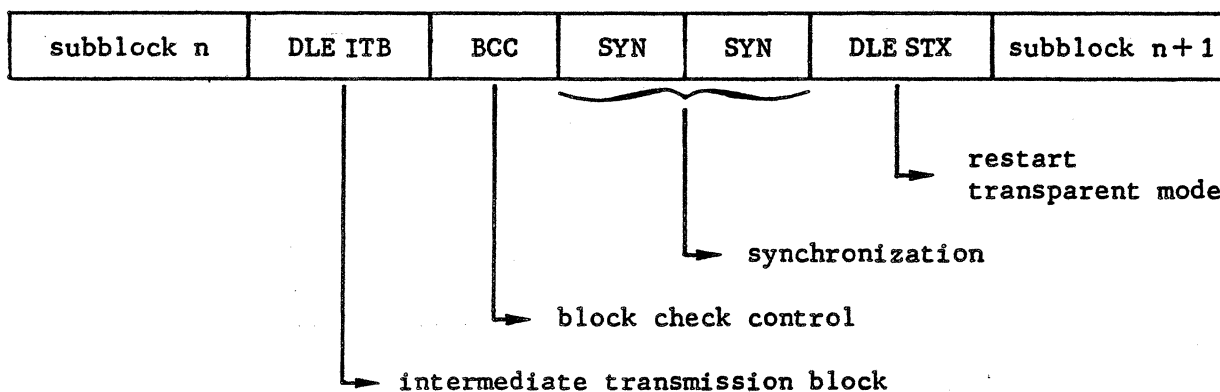 subblock n DLE ITB BCC SYN SYN DLE STX subblock n+1
restart
transparent mode
synchronization
block check control
intermediate transmission block